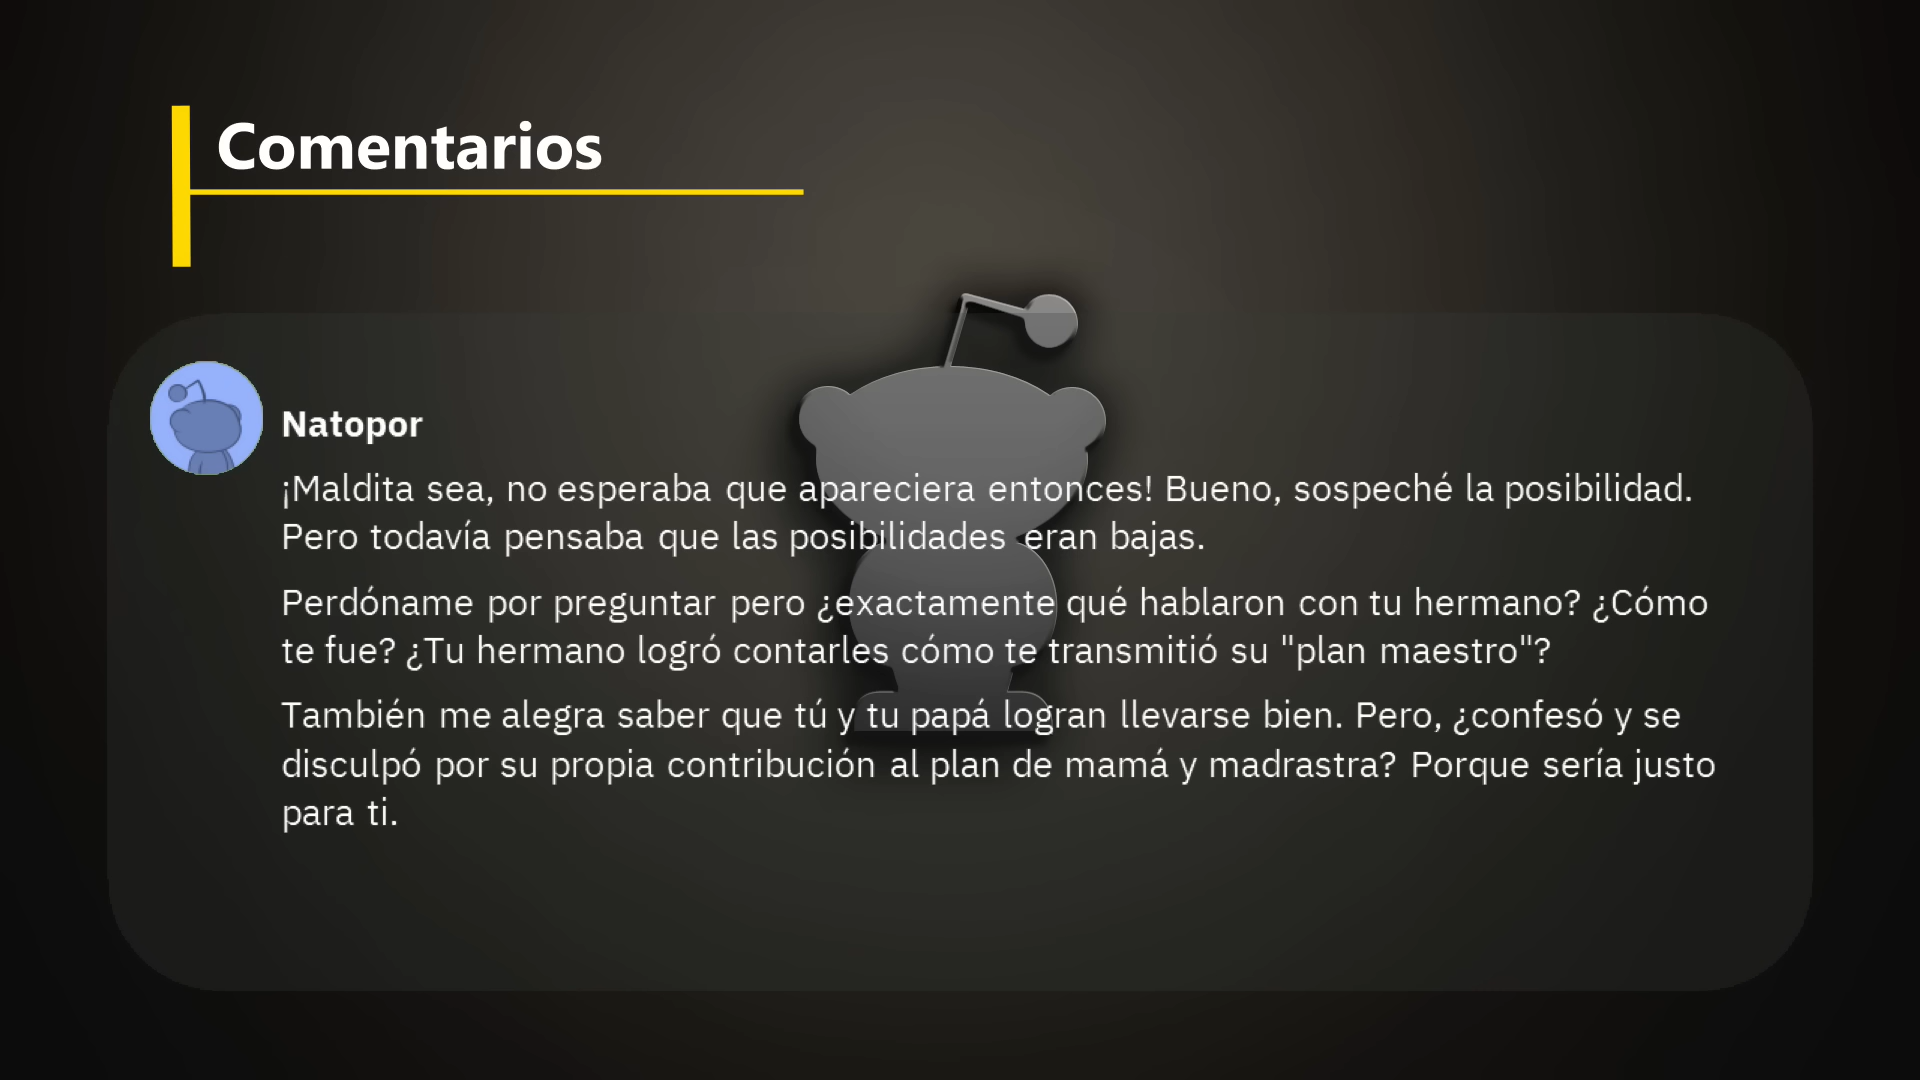 Comentarios
Natopor
¡Maldita sea, no esperaba que apareciera entonces! Bueno, sospeché la posibilidad.
Pero todavía pensaba que las posibilidades eran bajas.
Perdóname por preguntar pero ¿exactamente qué hablaron con tu hermano? ¿Cómo
te fue? ¿Tu hermano logró contarles cómo te transmitió su "plan maestro"?
También me alegra saber que tú y tu papá logran llevarse bien. Pero, ¿confesó y se
disculpó por su propia contribución al plan de mamá y madrastra? Porque sería justo
para ti.